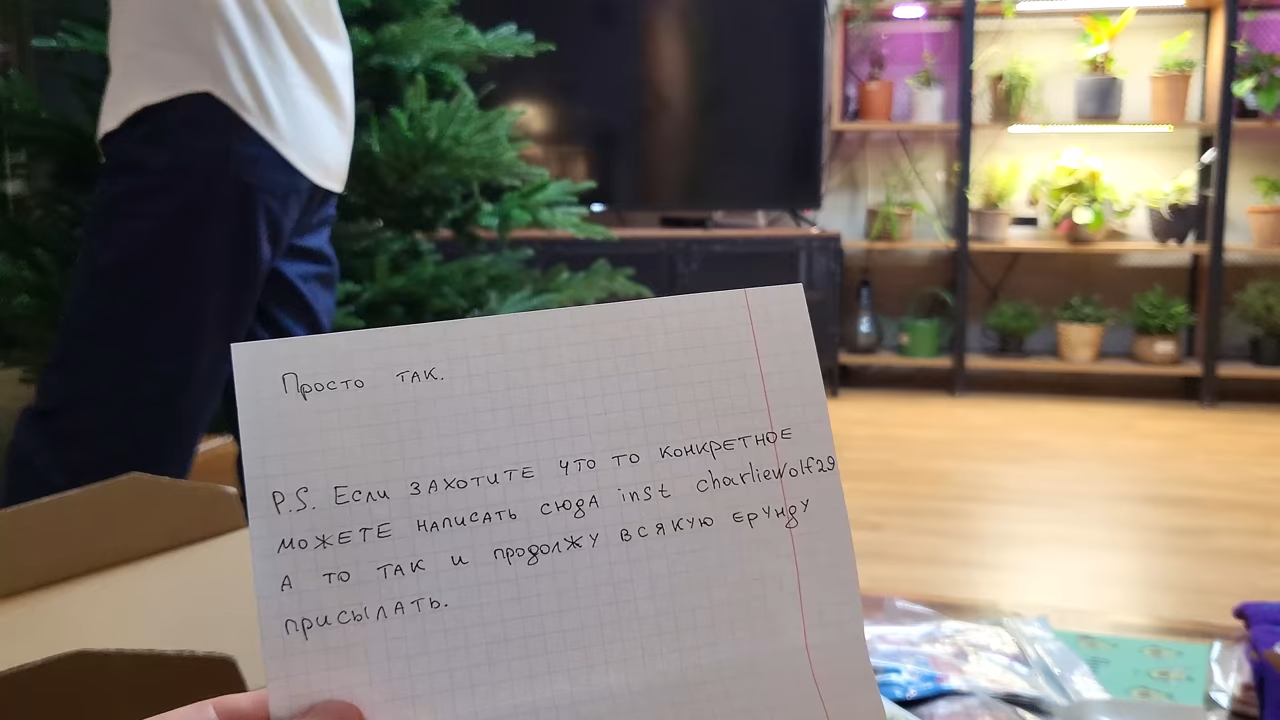 Просто так.
P.S. Если захотите что то конкретное
можете написать сюда inst charliewolf29
А то так и продолжу всякую ерунду
присылать.